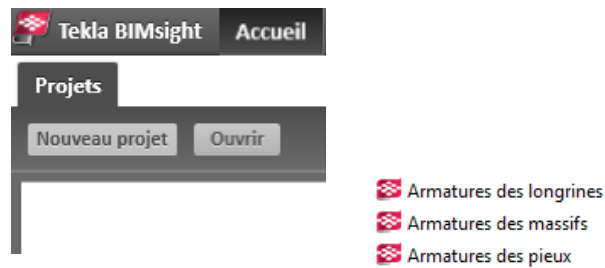 Tekla BIMsight Accueil
Projets
Nouveau projet Ouvrir
Armatures des longrines
Armatures des massifs
Armatures des pieux